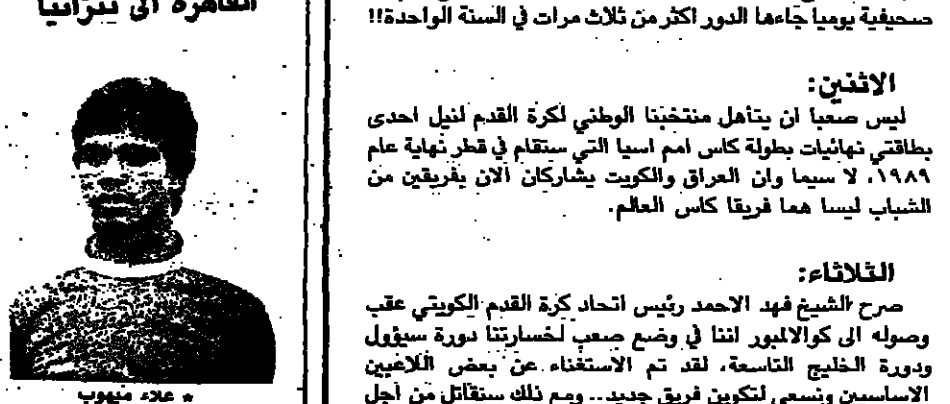 صحيفية يوميا جاءها الدور اكثر من ثلاث مرات في السنة الواحدة!!
الاثنين:
ليس صعبا ان يتأهل منتخبنا الوطني لكرة القدم لنيل احدى
بطاقتي نهائيات بطولة كاس امم اسيا التي ستقام في قطر نهاية عام
١٩٨٩، لا سيما وان العراق والكويت يشاركان الان بفريقين من
الشباب ليسا هما فريقا كاس العالم.
الثلاثاء:
صرح الشيخ فهد الاحمد رئيس اتحاد كرة القدم الكويتي عقب
وصوله الى كوالالمبور اننا في وضع صعب لخسارتنا دورة سيؤول
ودورة الخليج التاسعة، لقد تم الاستغناء عن بعض اللاعبين
الاساسيين ونسعى لتكوين فريق جديد.. ومع ذلك سنقاتل من أجل
القاهرة الى تنزانيا
* علاء ميهوب